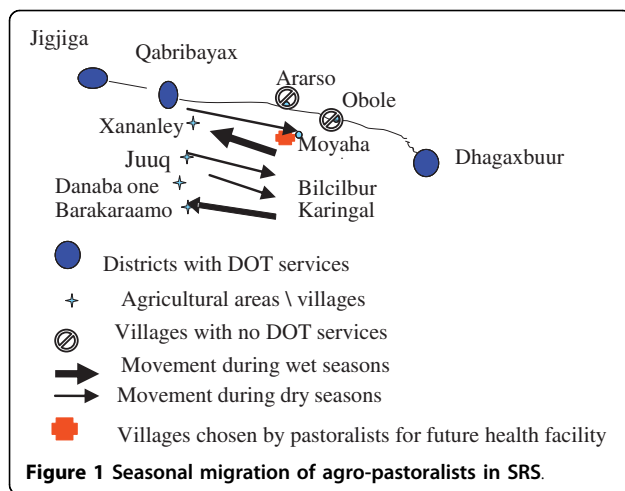 Jigjiga
Qabribayax
Ararso
Obole
Xananley
Moyaha
Juuq
Dhagaxbuur
Danaba one
Bilcilbur
Barakaraamo
Karingal
Districts with DOT services
Agricultural areas \ villages
Villages with no DOT services
Movement during wet seasons
Movement during dry seasons
Villages chosen by pastoralists for future health facility
Figure 1 Seasonal migration of agro-pastoralists in SRS.